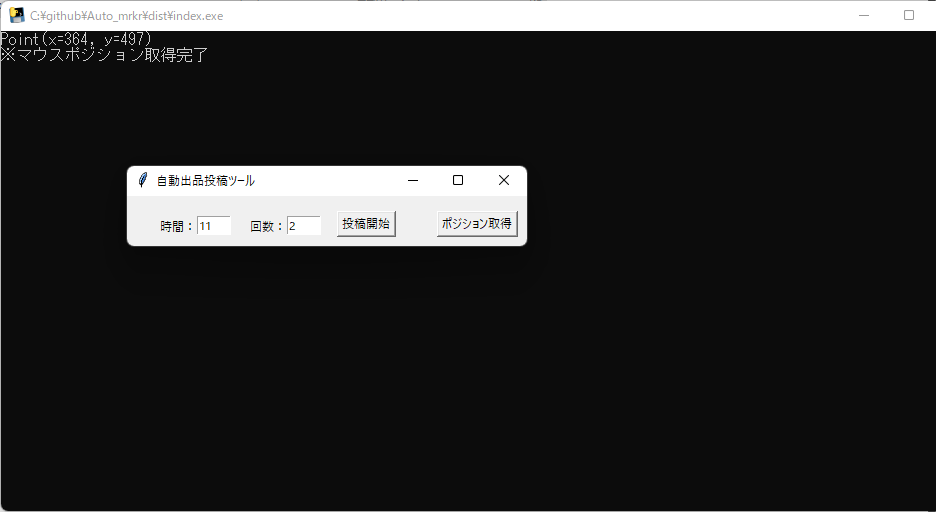 C:¥github¥Auto_mrkr¥dist¥index.exe
Point(x=364, y=497)
※マウスポジション取得完了
自動出品投稿ツール
時間：11 回数：2 投稿開始 ポジション取得